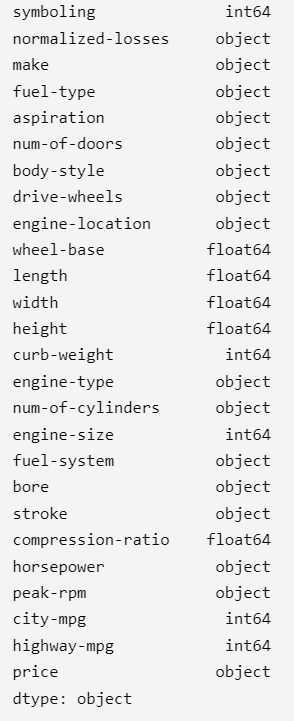 symboling int64
normalized-losses object
make object
fuel-type object
aspiration object
num-of-doors object
body-style object
drive-wheels object
engine-location object
wheel-base float64
length float64
width float64
height float64
curb-weight int64
engine-type object
num-of-cylinders object
engine-size int64
fuel-system object
bore object
stroke object
compression-ratio float64
horsepower object
peak-rpm object
city-mpg int64
highway-mpg int64
price object
dtype: object